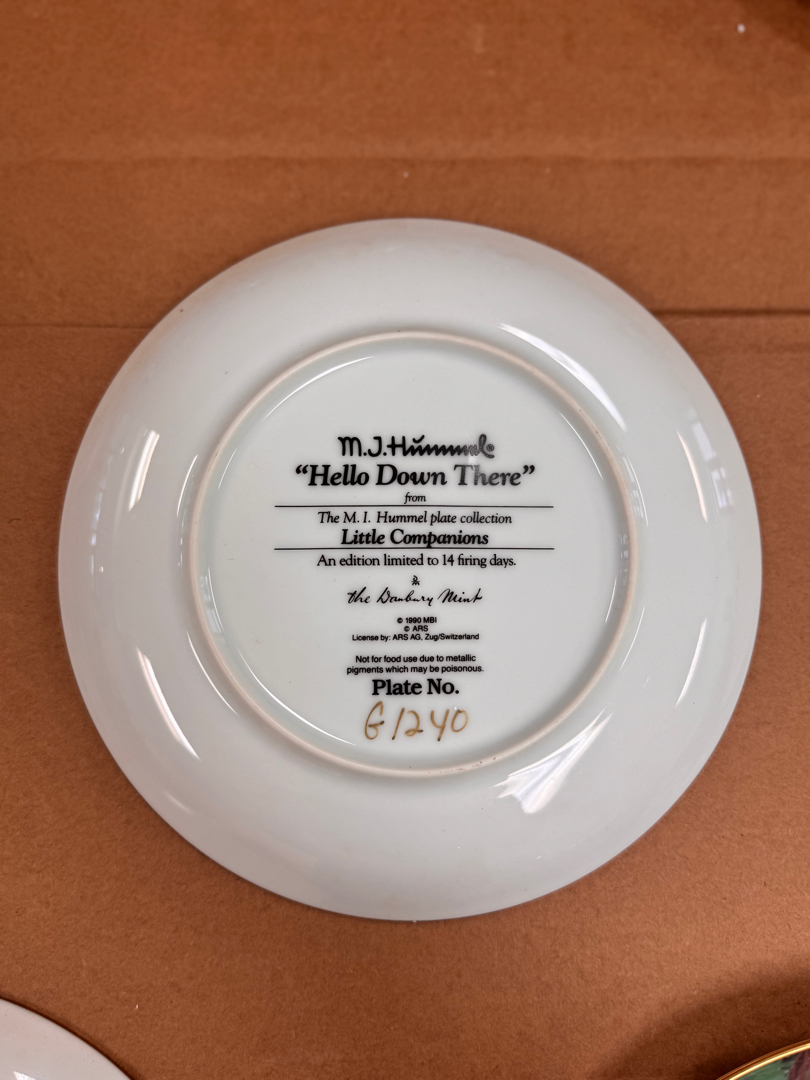 M.J.Hümmel®
“Hello Down There”
from
The M. I. Hummel plate collection
Little Companions
An edition limited to 14 firing days.
the Danbury Mint
© 1990 MBI
© ARS
License by: ARS AG, Zug/Switzerland
Not for food use due to metallic
pigments which may be poisonous.
Plate No.
G1240